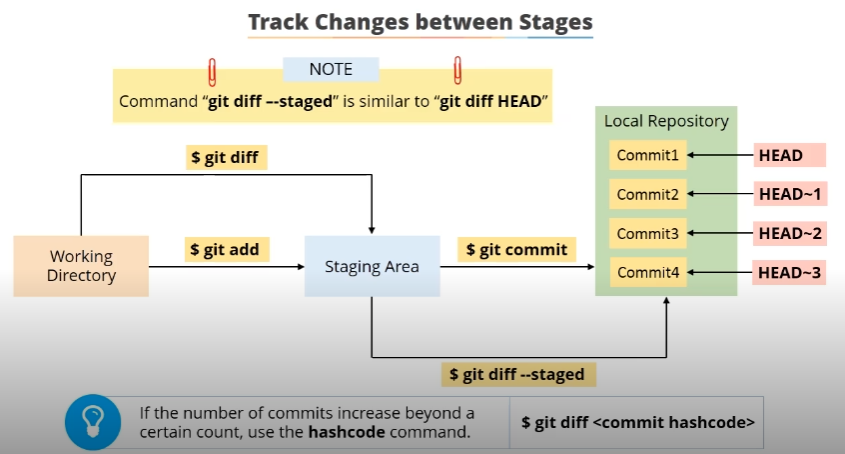 Track Changes between Stages
NOTE
Command “git diff --staged” is similar to “git diff HEAD”
Local Repository
$ git diff
Commit1
HEAD
Commit2
HEAD~1
Commit3
HEAD~2
Commit4
HEAD~3
Working
Directory
$ git add
Staging Area
$ git commit
$ git diff --staged
If the number of commits increase beyond a
certain count, use the hashcode command.
$ git diff <commit hashcode>